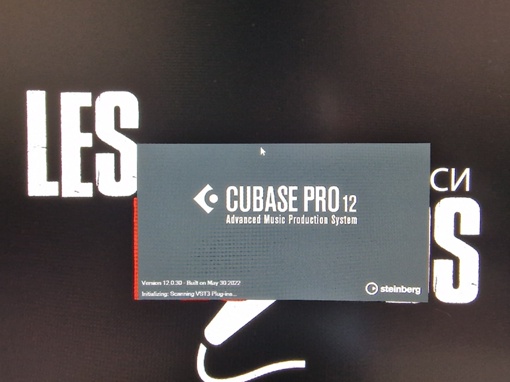 LES
СИ
S
CUBASE PRO 12
Advanced Music Production System
Version 12.0.30 - Built on May 30 2022
Initializing: Scanning VST3 Plug-ins...
steinberg